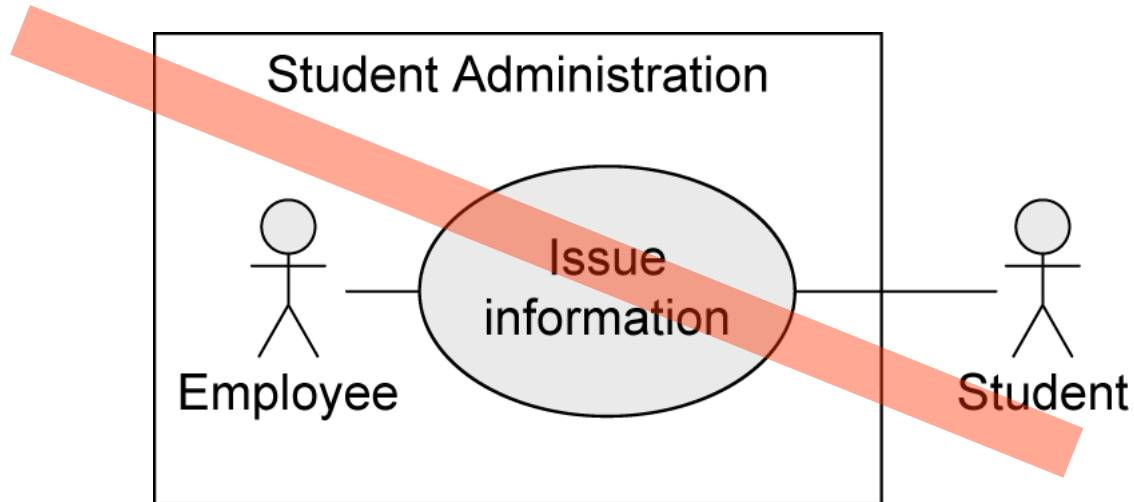 Student Administration
Issue
information
Employee
Student